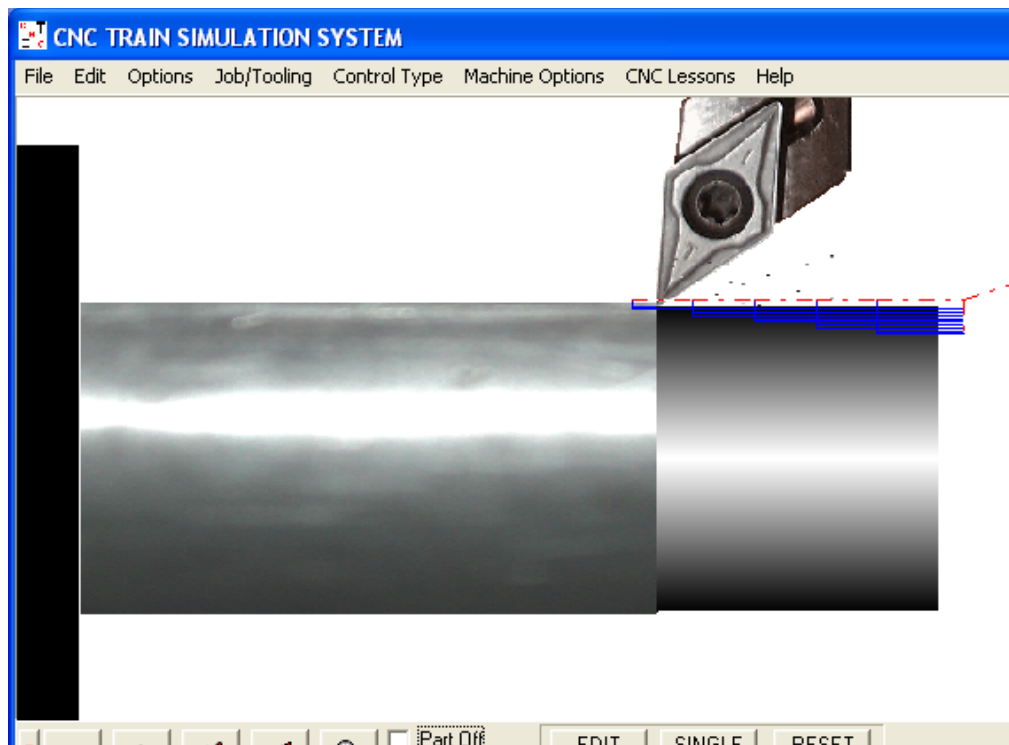 CNC TRAIN SIMULATION SYSTEM
File Edit Options Job/Tooling Control Type Machine Options CNC Lessons Help
Part Off EDIT SINGLE RESET